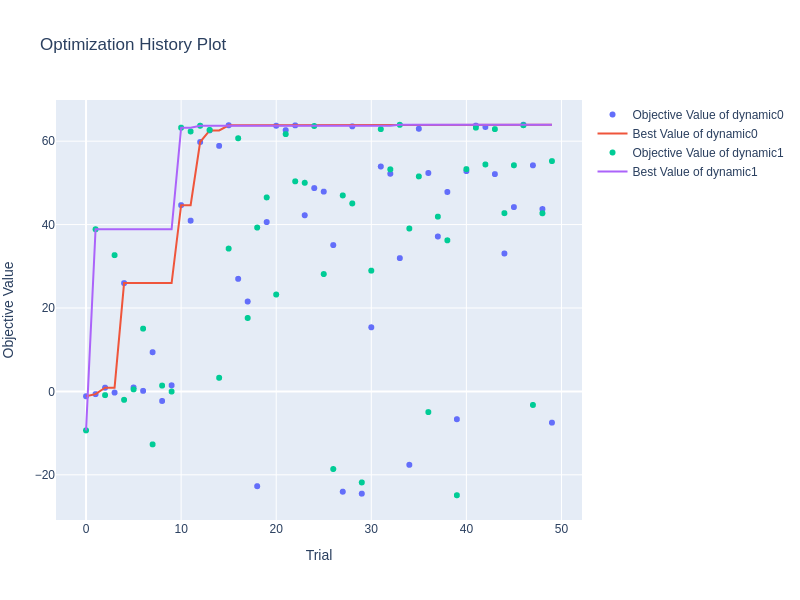 Optimization History Plot
Objective Value of dynamic0
Best Value of dynamic0
Objective Value of dynamic1
Best Value of dynamic1
Objective Value
60
40
20
0
−20
0
10
20
30
40
50
Trial